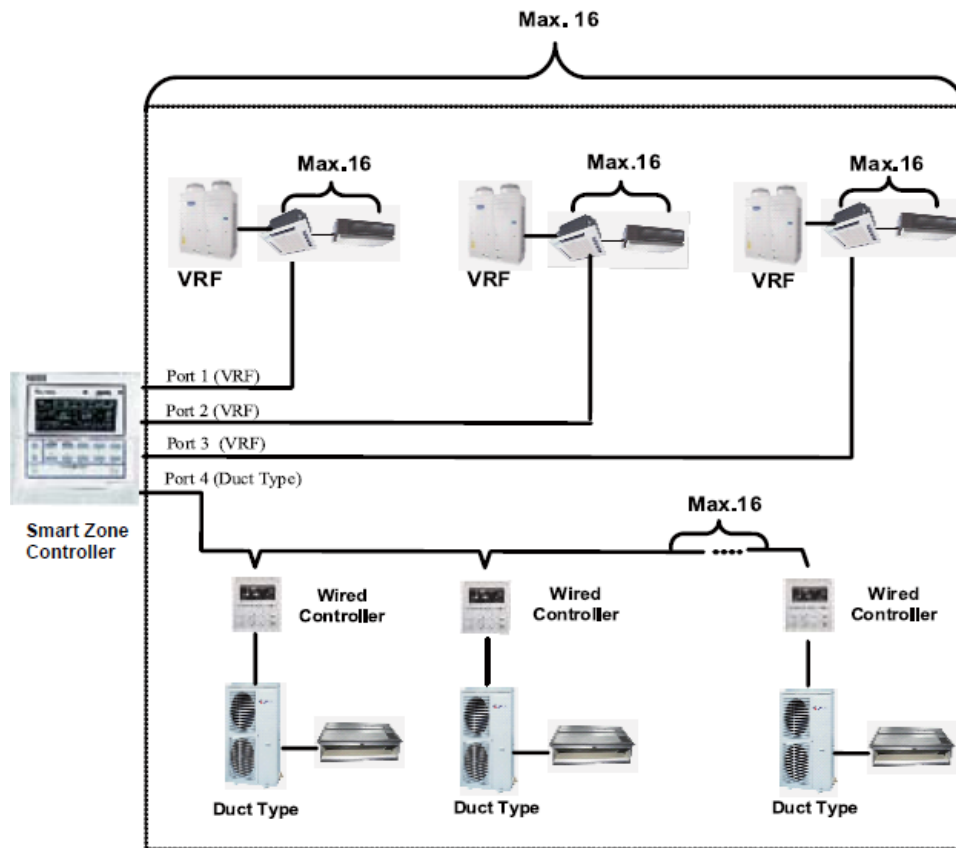 Max. 16
Max.16
Max.16
Max.16
VRF
VRF
VRF
Port 1 (VRF)
Port 2 (VRF)
Port 3 (VRF)
Port 4 (Duct Type)
Smart Zone
Controller
Max.16
Wired
Controller
Wired
Controller
Wired
Controller
Duct Type
Duct Type
Duct Type